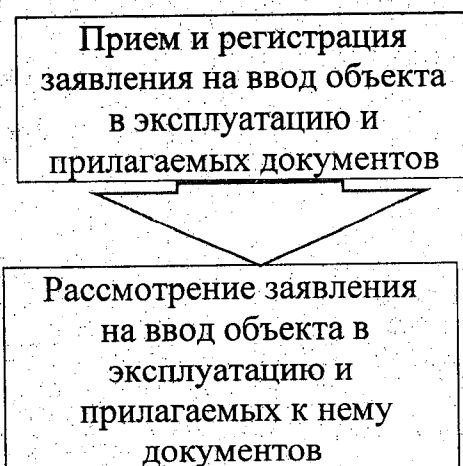 Прием и регистрация
заявления на ввод объекта
в эксплуатацию и
прилагаемых документов
Рассмотрение заявления
на ввод объекта в
эксплуатацию и
прилагаемых к нему
документов